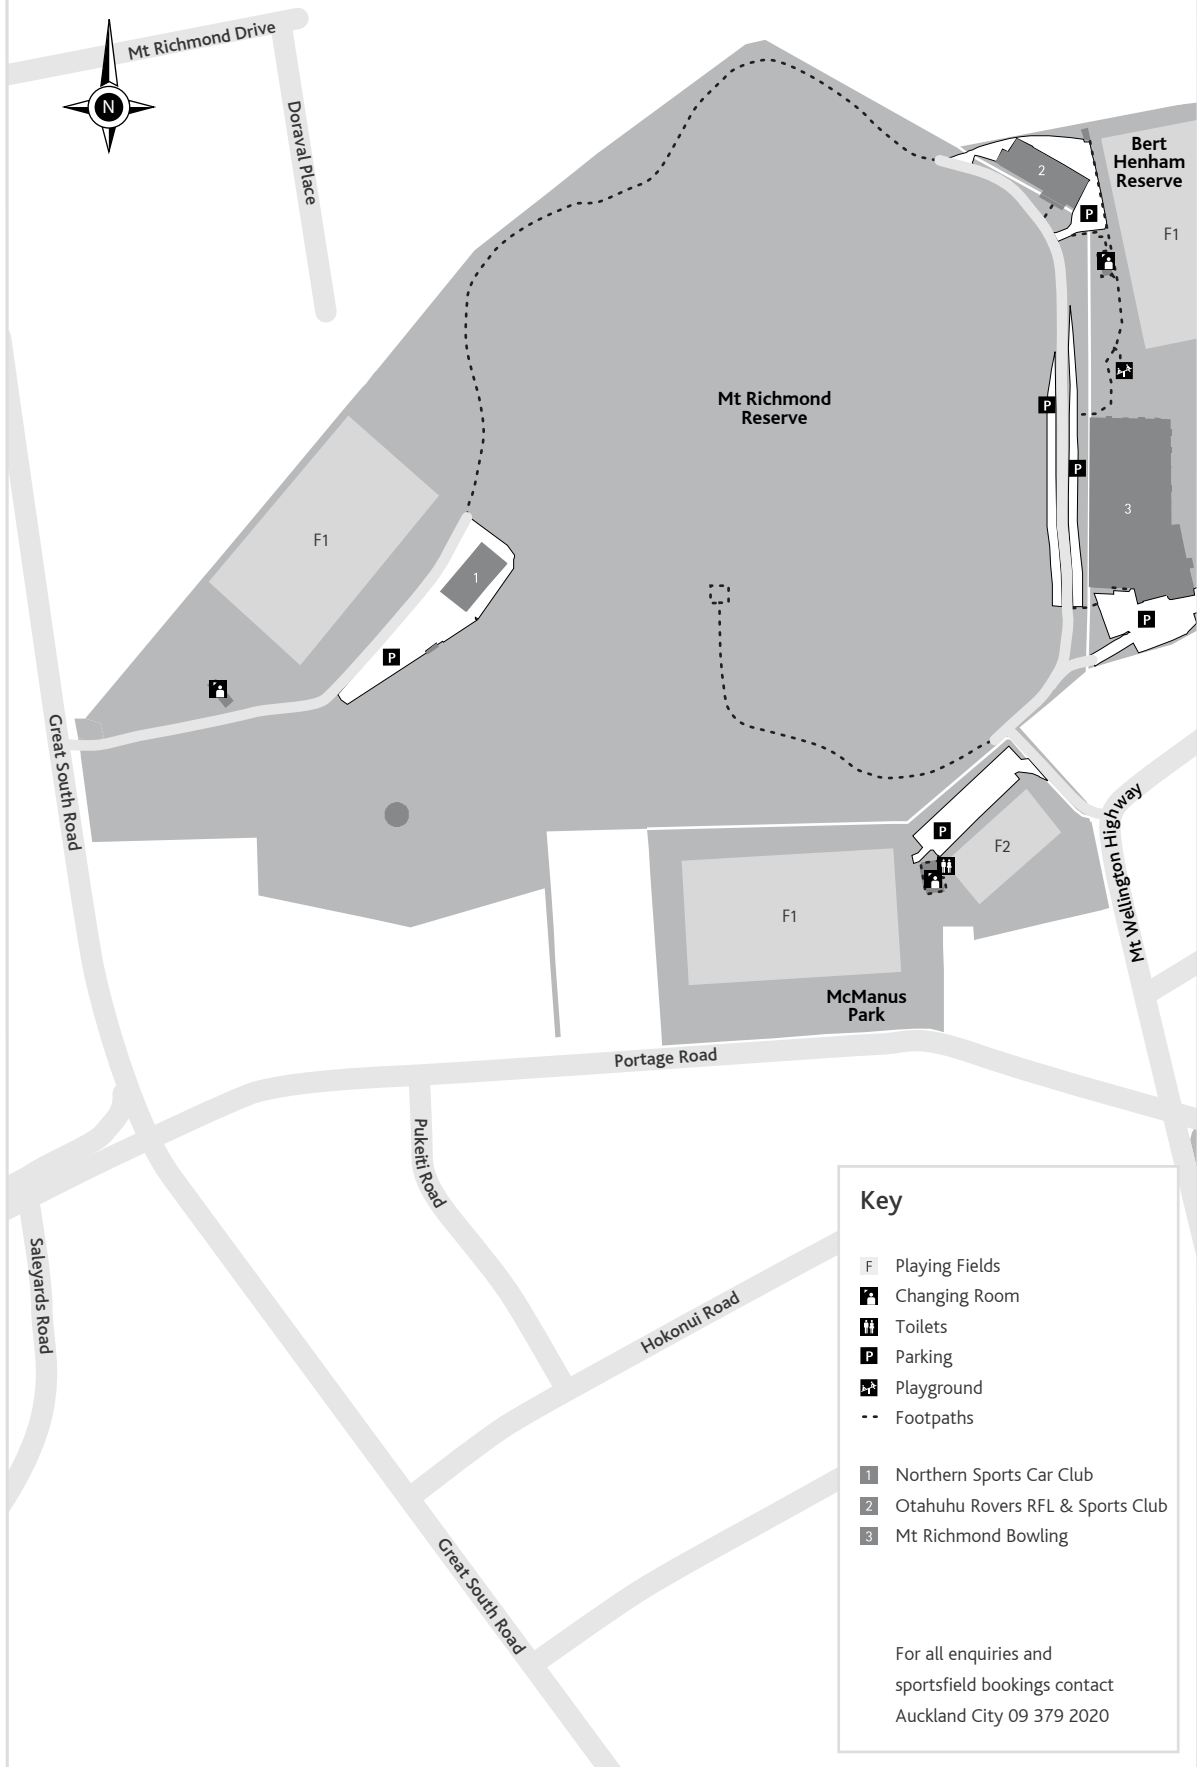 Mt Richmond Drive
N
Doraval Place
Bert
Henham
Reserve
2
P
F1
Mt Richmond
Reserve
P
P
3
F1
1
P
P
Great South Road
Mt Wellington Highway
P
F2
F1
McManus
Park
Portage Road
Pukeiti Road
Saleyards Road
Hokonui Road
Great South Road
Key
F Playing Fields
Changing Room
Toilets
P Parking
Playground
Footpaths
1 Northern Sports Car Club
2 Otahuhu Rovers RFL & Sports Club
3 Mt Richmond Bowling
For all enquiries and
sportsfield bookings contact
Auckland City 09 379 2020